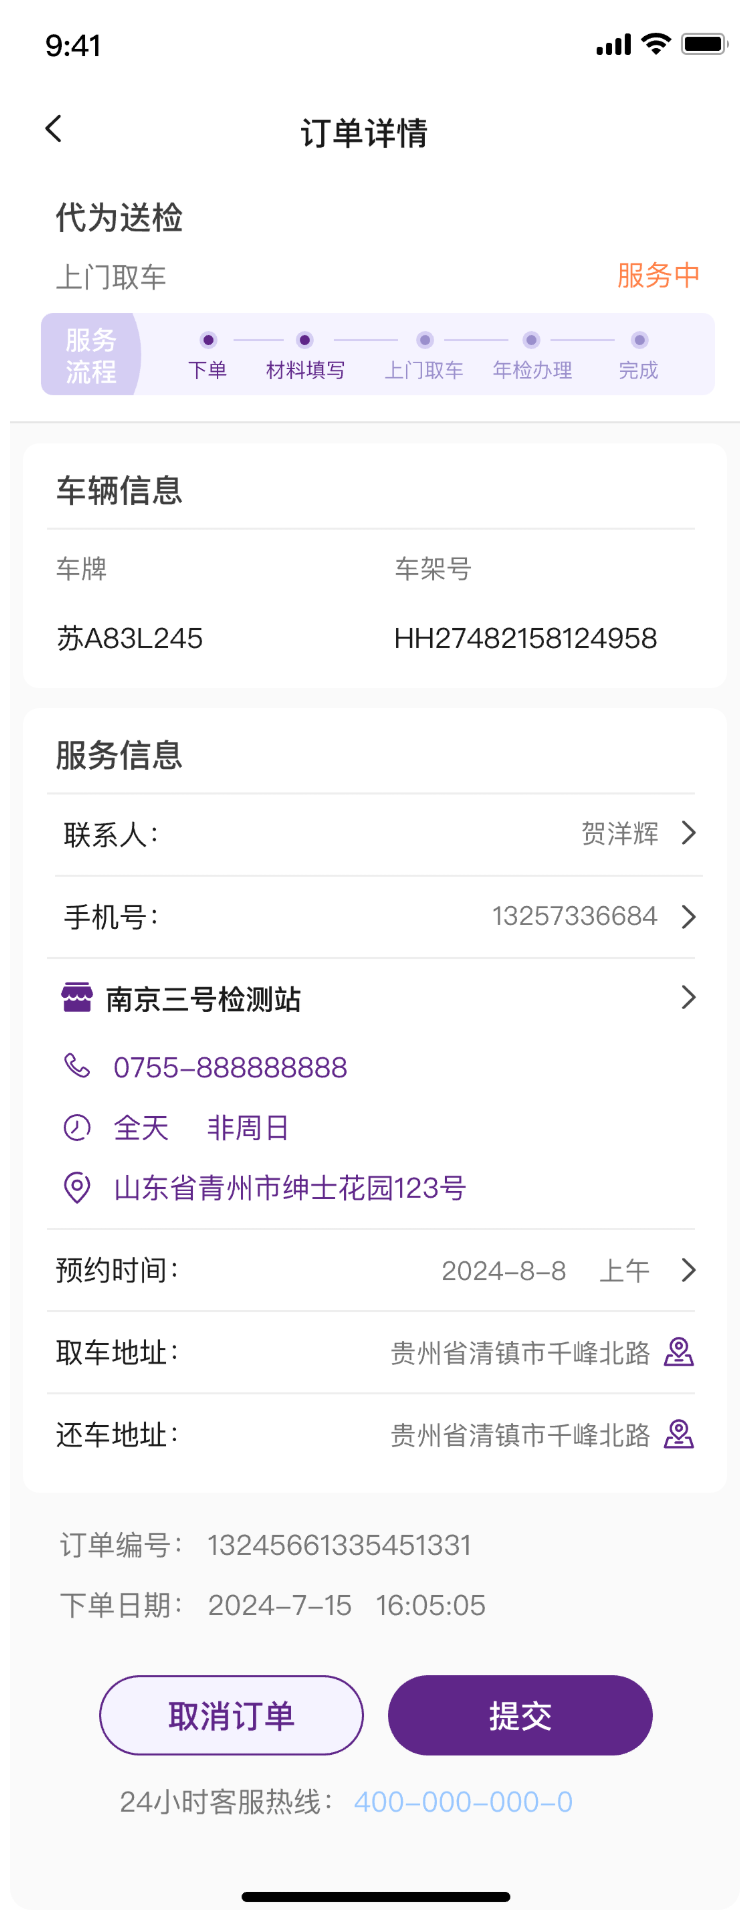 9:41
订单详情
代为送检
上门取车 服务中
服务流程
下单 材料填写 上门取车 年检办理 完成
车辆信息
车牌 车架号
苏A83L245 HH27482158124958
服务信息
联系人： 贺洋辉
手机号： 13257336684
南京三号检测站
0755-888888888
全天 非周日
山东省青州市绅士花园123号
预约时间： 2024-8-8 上午
取车地址： 贵州省清镇市千峰北路
还车地址： 贵州省清镇市千峰北路
订单编号： 13245661335451331
下单日期： 2024-7-15 16:05:05
取消订单 提交
24小时客服热线： 400-000-000-0